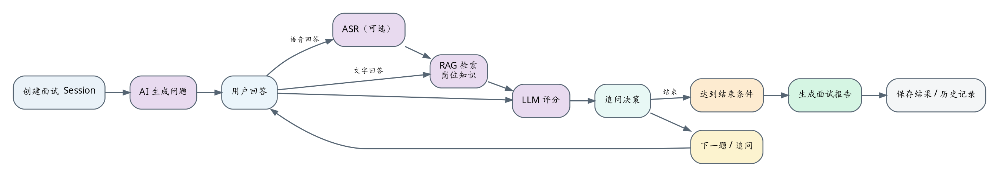 创建面试 Session
AI 生成问题
用户回答
语音回答
ASR（可选）
文字回答
RAG 检索
岗位知识
LLM 评分
追问决策
结束
达到结束条件
生成面试报告
保存结果 / 历史记录
下一题 / 追问